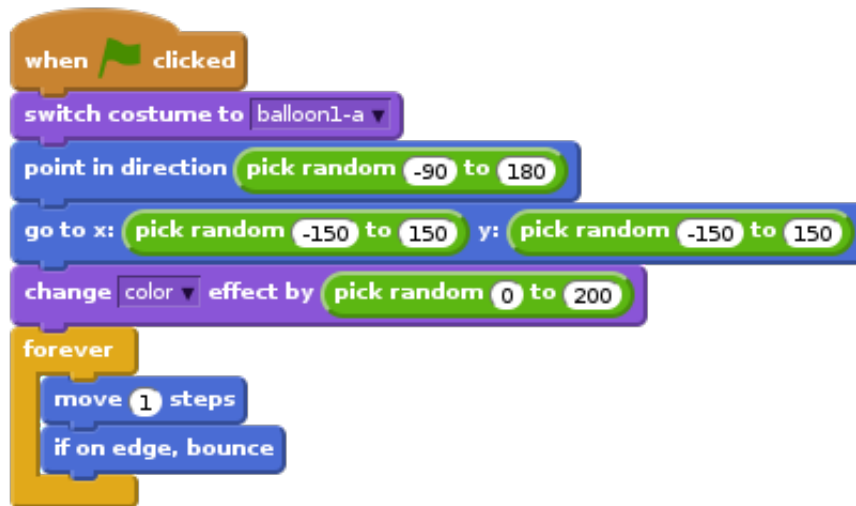 when clicked
switch costume to balloon1-a
point in direction pick random -90 to 180
go to x: pick random -150 to 150 y: pick random -150 to 150
change color effect by pick random 0 to 200
forever
move 1 steps
if on edge, bounce